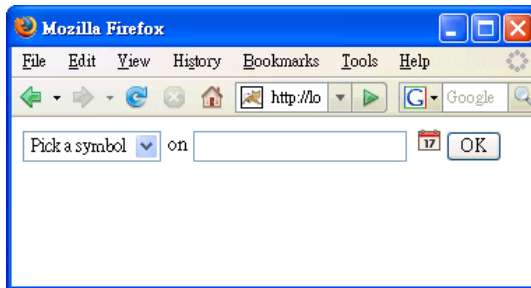 Mozilla Firefox
File Edit View History Bookmarks Tools Help
http://lo G Google
Pick a symbol on 17 OK